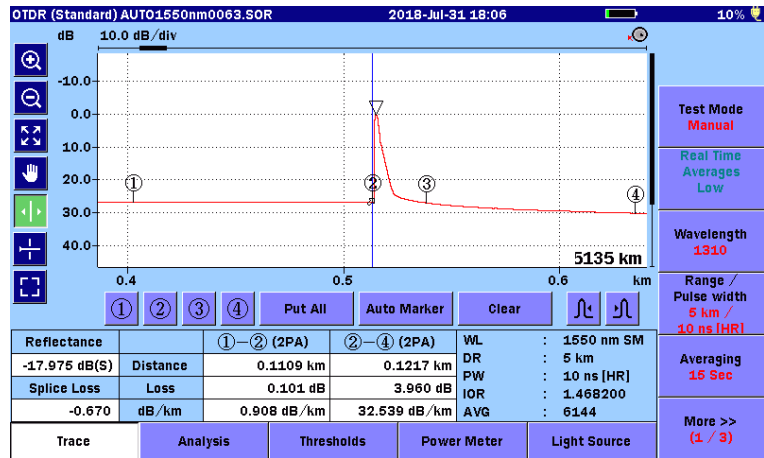 OTDR (Standard) AUTO1550nm0063.SOR 2018-Jul-31 18:06 10%
dB 10.0 dB/div
-10.0
0.0
10.0
20.0
30.0
40.0
① ② ③ ④
5135 km
0.4 0.5 0.6 km
① ② ③ ④ Put All Auto Marker Clear
Reflectance ①-② (2PA) ②-④ (2PA)
-17.975 dB(S) Distance 0.1109 km 0.1217 km
Splice Loss Loss 0.101 dB 3.960 dB
-0.670 dB/km 0.908 dB/km 32.539 dB/km
WL : 1550 nm SM
DR : 5 km
PW : 10 ns [HR]
IOR : 1.468200
AVG : 6144
Trace Analysis Thresholds Power Meter Light Source
Test Mode
Manual
Real Time
Averages
Low
Wavelength
1310
Range /
Pulse width
5 km /
10 ns [HR]
Averaging
15 Sec
More >>
(1 / 3)